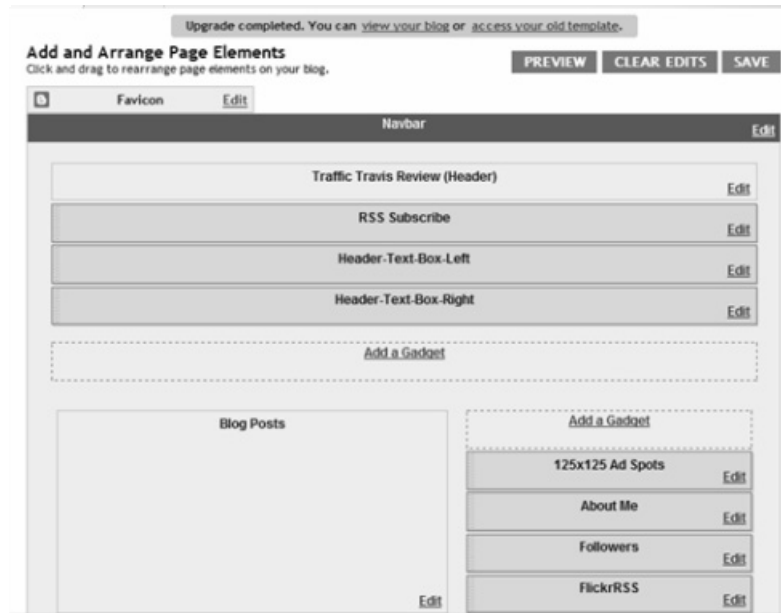 Upgrade completed. You can view your blog or access your old template.
Add and Arrange Page Elements
Click and drag to rearrange page elements on your blog.
PREVIEW CLEAR EDITS SAVE
Favicon Edit
Navbar
Edit
Traffic Travis Review (Header)
Edit
RSS Subscribe
Edit
Header-Text-Box-Left
Edit
Header-Text-Box-Right
Edit
Add a Gadget
Blog Posts
Edit
Add a Gadget
125x125 Ad Spots
Edit
About Me
Edit
Followers
Edit
FlickrRSS
Edit